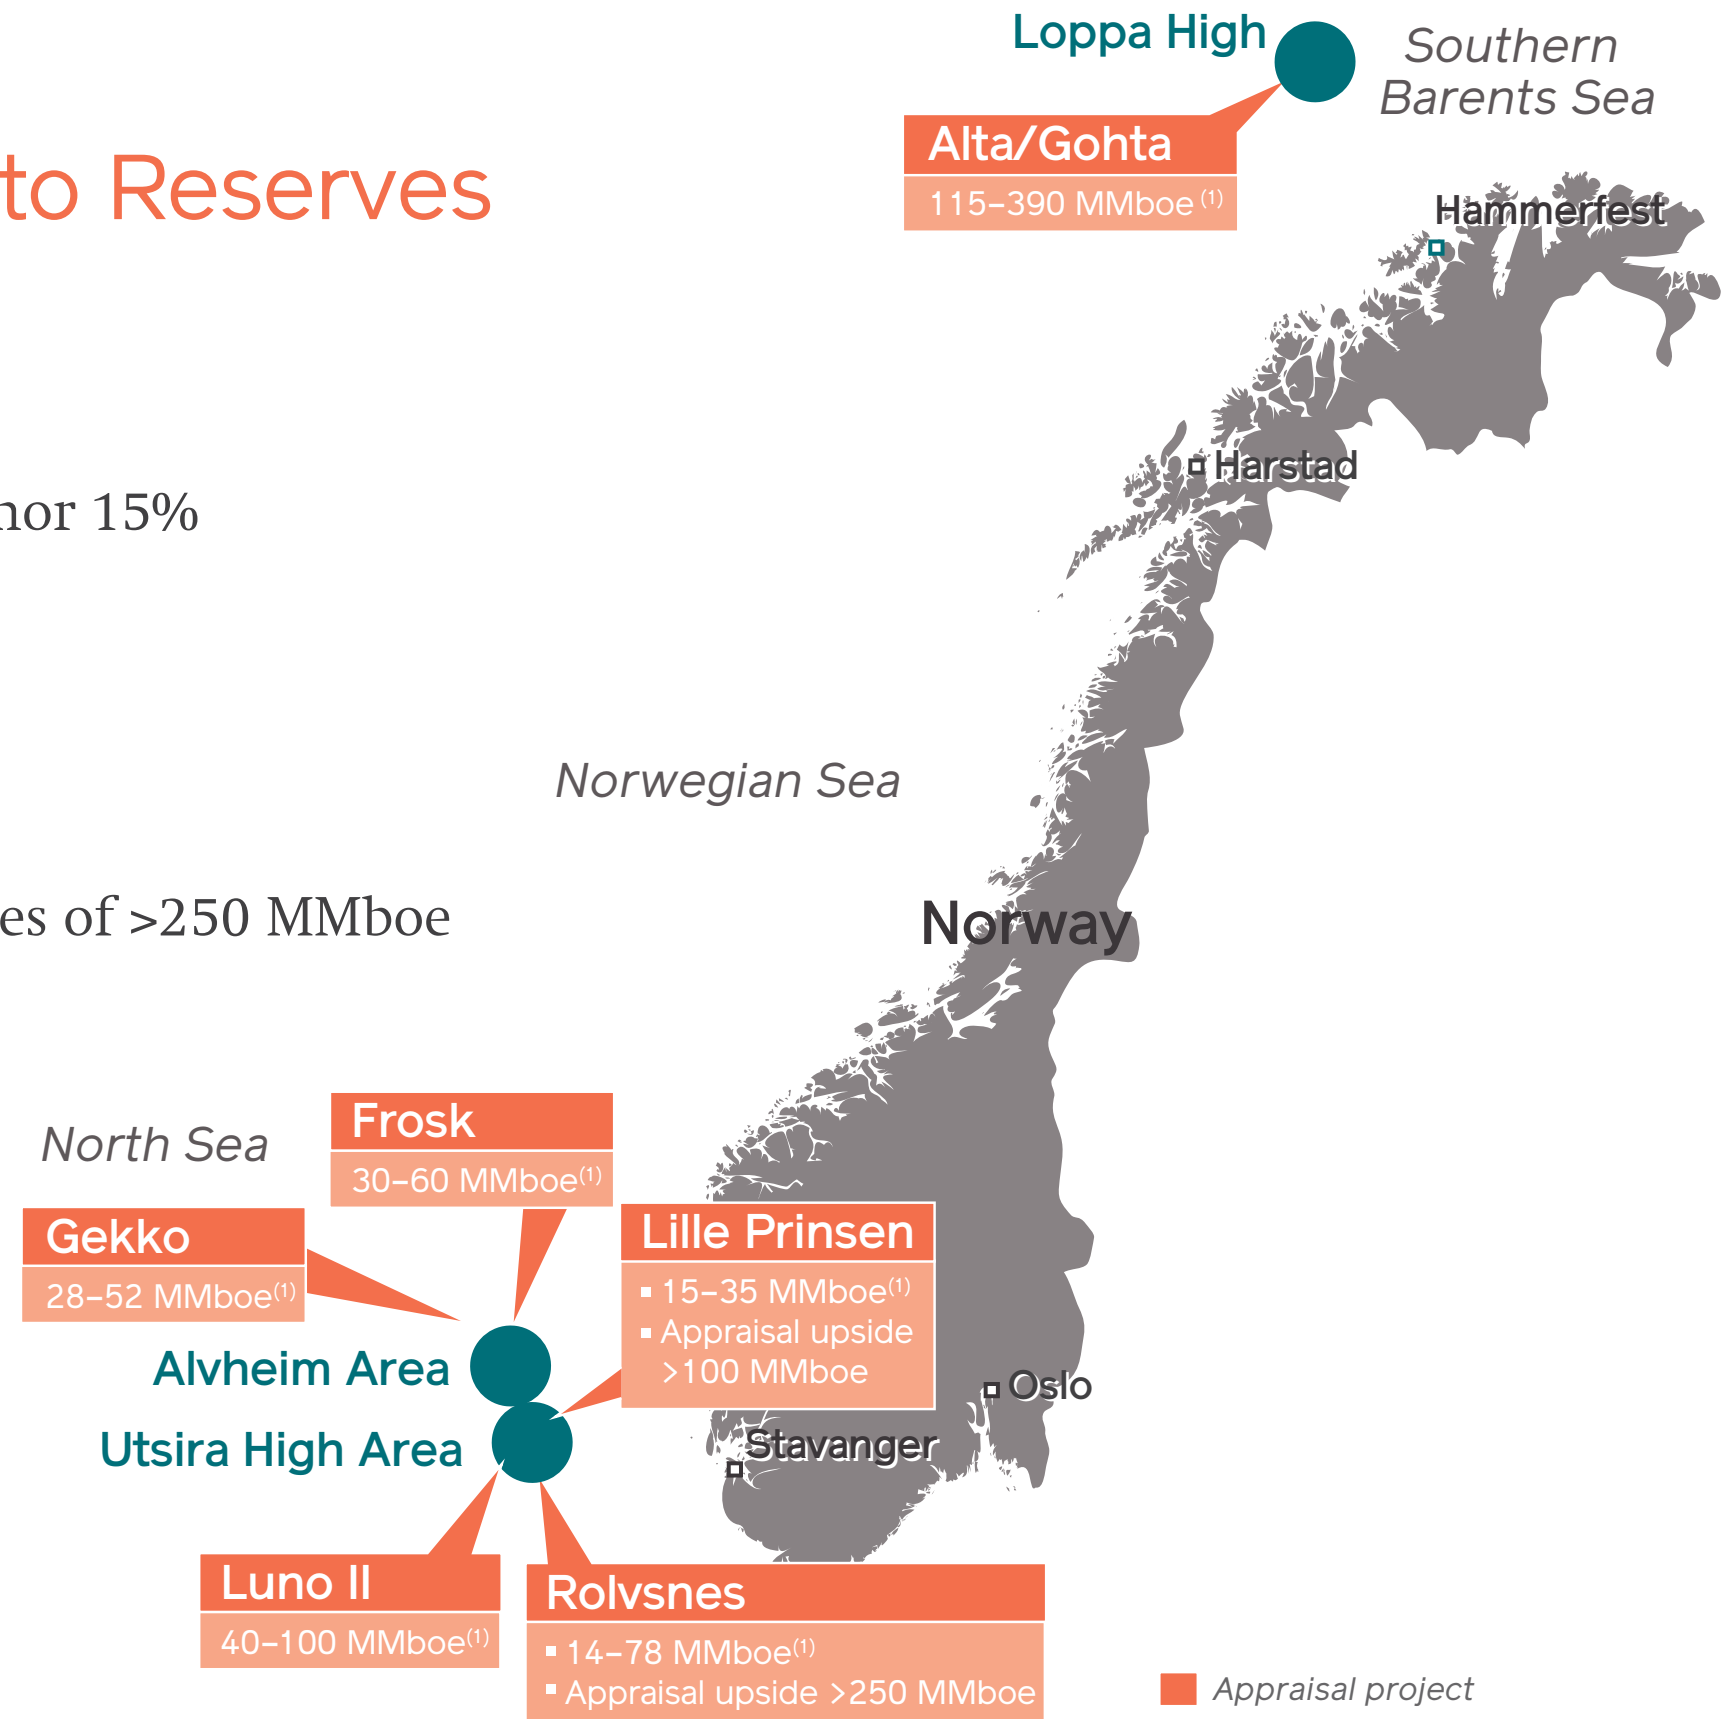 Loppa High
Southern
Barents Sea
Alta/Gohta
115–390 MMboe (1)
to Reserves
Hammerfest
Harstad
15%
Norwegian Sea
of >250 MMboe
Norway
North Sea
Frosk
30–60 MMboe(1)
Gekko
28–52 MMboe(1)
Lille Prinsen
▪ 15–35 MMboe(1)
▪ Appraisal upside
>100 MMboe
Alvheim Area
Oslo
Utsira High Area
Stavanger
Luno II
40–100 MMboe(1)
Rolvsnes
▪ 14–78 MMboe(1)
▪ Appraisal upside >250 MMboe
Appraisal project